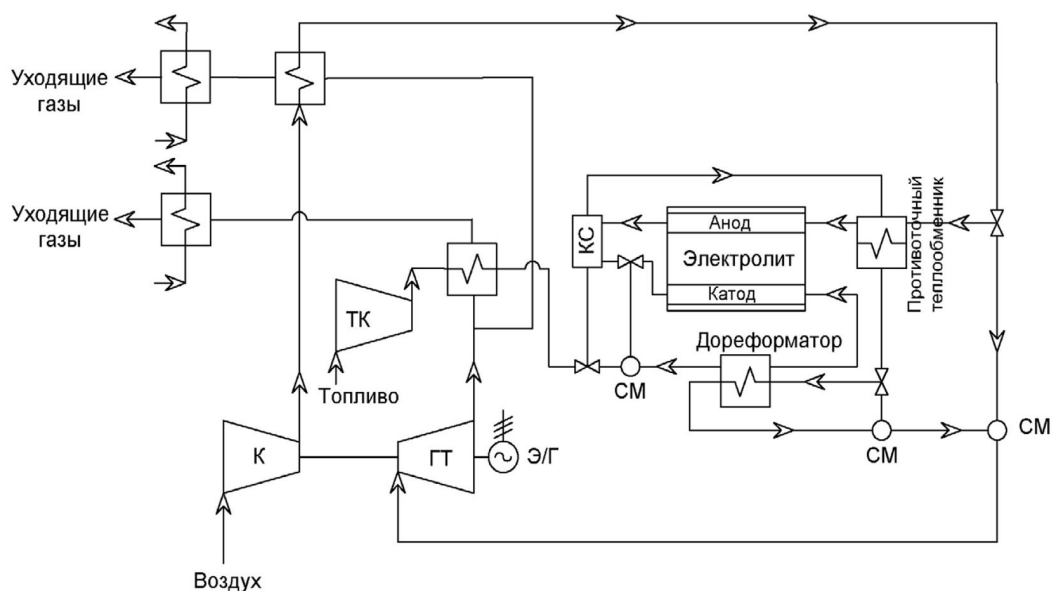 Уходящие
газы
Уходящие
газы
КС
Анод
Электролит
Катод
Противоточный
теплообменник
ТК
Топливо
Дореформатор
СМ
СМ
СМ
К
ГТ
Э/Г
Воздух